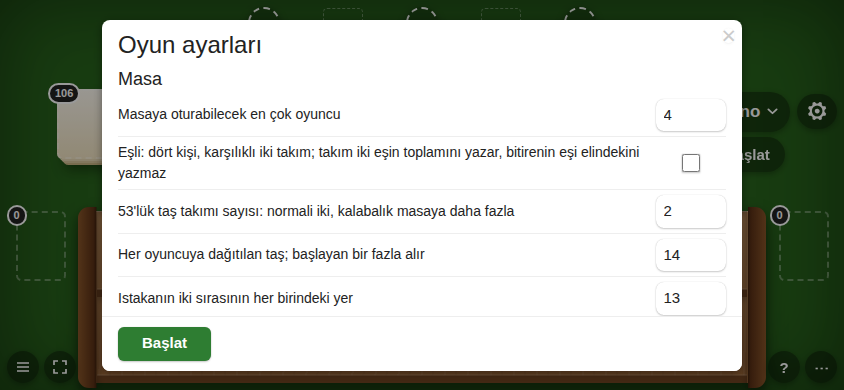 Oyun ayarları
×
Masa
106
Masaya oturabilecek en çok oyuncu 4
Eşli: dört kişi, karşılıklı iki takım; takım iki eşin toplamını yazar, bitirenin eşi elindekini
yazmaz
53'lük taş takımı sayısı: normali iki, kalabalık masaya daha fazla 2
0
0
Her oyuncuya dağıtılan taş; başlayan bir fazla alır 14
Istakanın iki sırasının her birindeki yer 13
Başlat
?
...